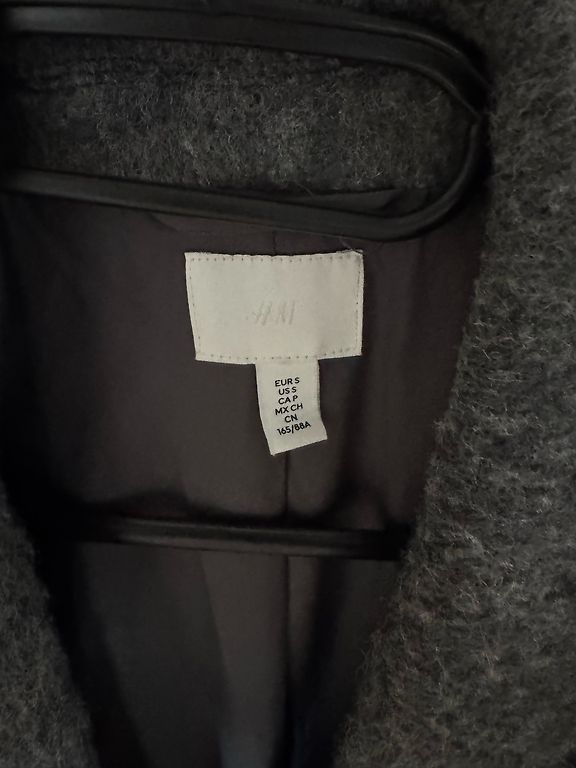 H&M
EUR S
US S
CA P
MX CH
CN
165/88A